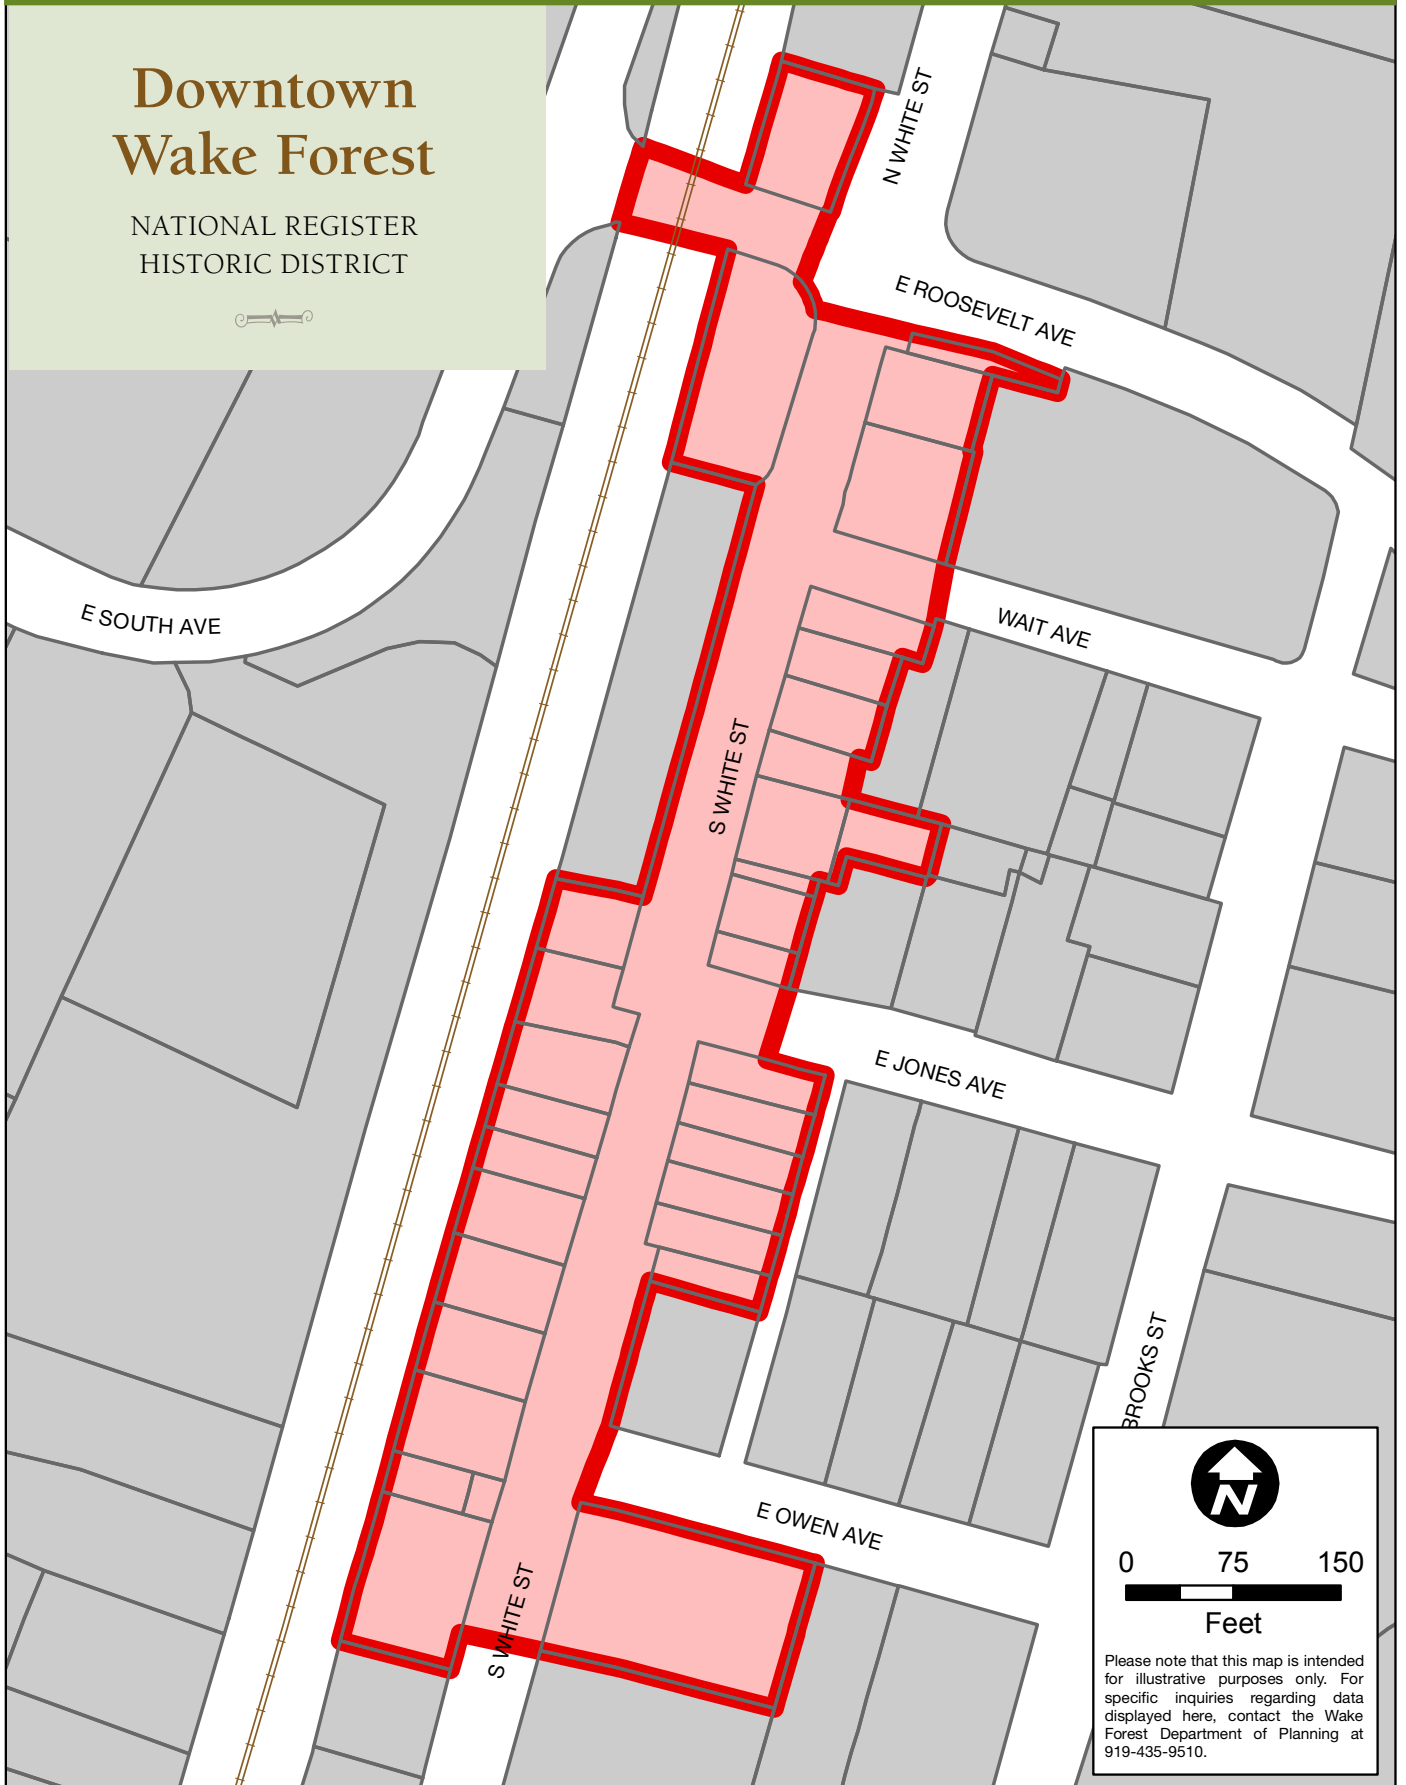 Downtown
Wake Forest
NATIONAL REGISTER
HISTORIC DISTRICT
N WHITE ST
E ROOSEVELT AVE
E SOUTH AVE
WAIT AVE
S WHITE ST
E JONES AVE
BROOKS ST
E OWEN AVE
S WHITE ST
N
0 75 150
Feet
Please note that this map is intended
for illustrative purposes only. For
specific inquiries regarding data
displayed here, contact the Wake
Forest Department of Planning at
919-435-9510.